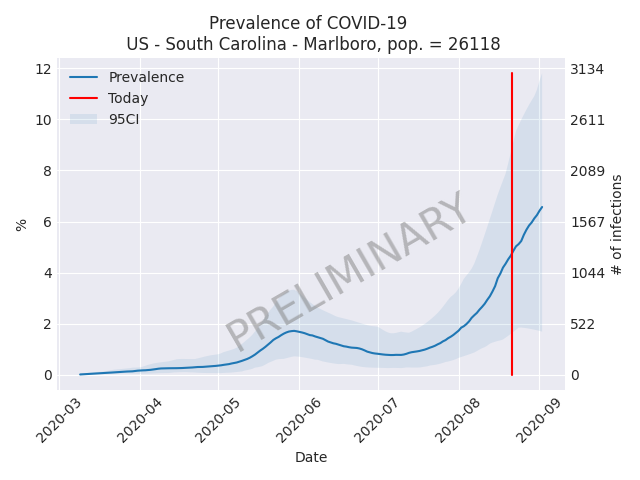 Prevalence of COVID-19
US - South Carolina - Marlboro, pop. = 26118
Prevalence
Today
95CI
PRELIMINARY
12
10
8
6
4
2
0
%
3134
2611
2089
1567
1044
522
0
# of infections
2020-03
2020-04
2020-05
2020-06
2020-07
2020-08
2020-09
Date